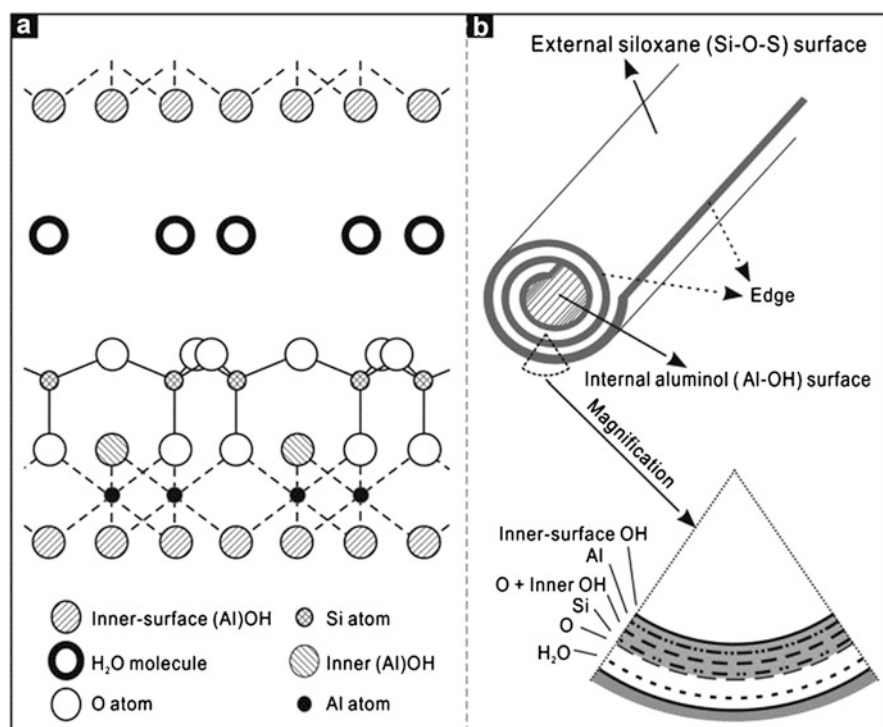 a
Inner-surface (Al)OH
Si atom
H₂O molecule
Inner (Al)OH
O atom
Al atom
b
External siloxane (Si-O-S) surface
Edge
Internal aluminol (Al-OH) surface
Magnification
Inner-surface OH
Al
O + Inner OH
Si
O
H₂O